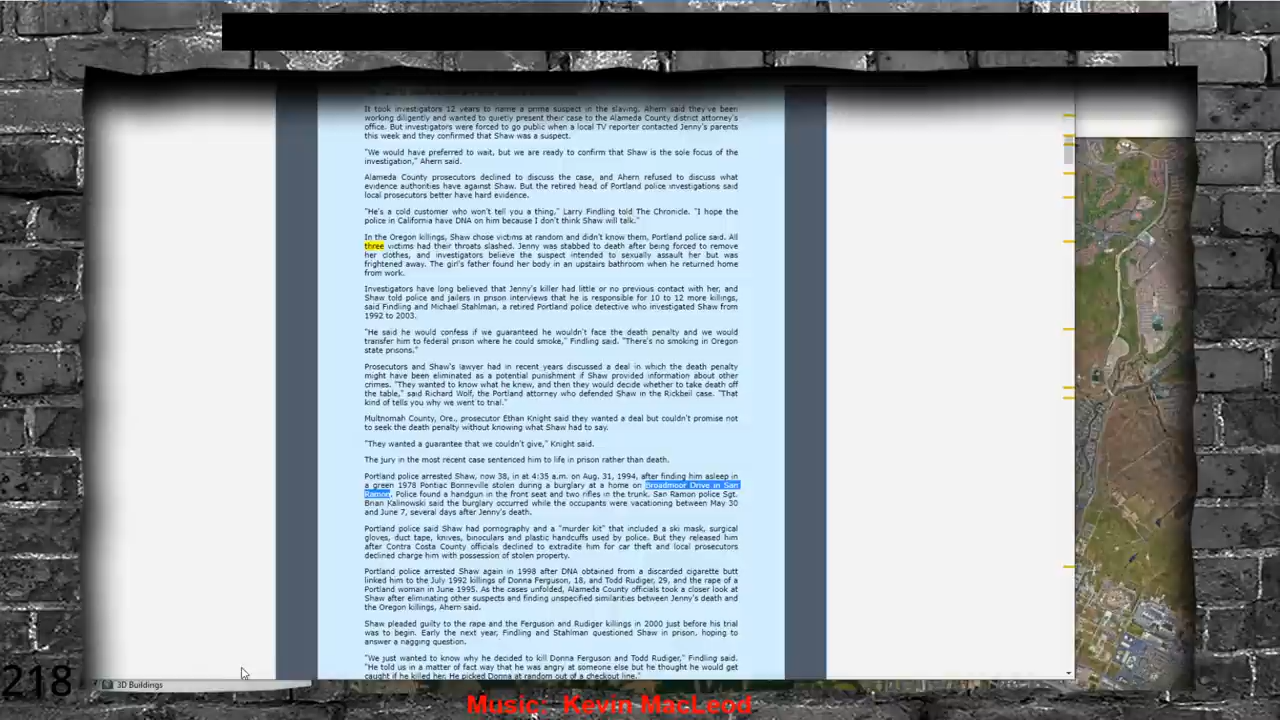 It took investigators 12 years to name a prime suspect in the slaying. Ahern said they've been
working diligently and wanted to quietly present their case to the Alameda County district attorney's
office. But investigators were forced to go public when a local TV reporter contacted Jenny's parents
this week and they confirmed that Shaw was a suspect.
"We would have preferred to wait, but we are ready to confirm that Shaw is the sole focus of the
investigation," Ahern said.
Alameda County prosecutors declined to discuss the case, and Ahern refused to discuss what
evidence authorities have against Shaw. But the retired head of Portland police investigations said
local prosecutors better have hard evidence.
"He's a cold customer who won't tell you a thing," Larry Findling told The Chronicle. "I hope the
police in California have DNA on him because I don't think Shaw will talk."
In the Oregon killings, Shaw chose victims at random and didn't know them, Portland police said. All
three victims had their throats slashed. Jenny was stabbed to death after being forced to remove
her clothes, and investigators believe the suspect intended to sexually assault her but was
frightened away. The girl's father found her body in an upstairs bathroom when he returned home
from work.
Investigators have long believed that Jenny's killer had little or no previous contact with her, and
Shaw told police and jailers in prison interviews that he is responsible for 10 to 12 more killings,
said Findling and Michael Stahlman, a retired Portland police detective who investigated Shaw from
1992 to 2003.
"He said he would confess if we guaranteed he wouldn't face the death penalty and we would
transfer him to federal prison where he could smoke," Findling said. "There's no smoking in Oregon
state prisons."
Prosecutors and Shaw's lawyer had in recent years discussed a deal in which the death penalty
might have been eliminated as a potential punishment if Shaw provided information about other
crimes. "They wanted to know what he knew, and then they would decide whether to take death off
the table," said Richard Wolf, the Portland attorney who defended Shaw in the Rickbeil case. "That
kind of tells you why we went to trial."
Multnomah County, Ore., prosecutor Ethan Knight said they wanted a deal but couldn't promise not
to seek the death penalty without knowing what Shaw had to say.
"They wanted a guarantee that we couldn't give," Knight said.
The jury in the most recent case sentenced him to life in prison rather than death.
Portland police arrested Shaw, now 38, in at 4:35 a.m. on Aug. 31, 1994, after finding him asleep in
a green 1978 Pontiac Bonneville stolen during a burglary at a home on Broadmoor Drive in San
Ramon. Police found a handgun in the front seat and two rifles in the trunk. San Ramon police Sgt.
Brian Kalinowski said the burglary occurred while the occupants were vacationing between May 30
and June 7, several days after Jenny's death.
Portland police said Shaw had pornography and a "murder kit" that included a ski mask, surgical
gloves, duct tape, knives, binoculars and plastic handcuffs used by police. But they released him
after Contra Costa County officials declined to extradite him for car theft and local prosecutors
declined charge him with possession of stolen property.
Portland police arrested Shaw again in 1998 after DNA obtained from a discarded cigarette butt
linked him to the July 1992 killings of Donna Ferguson, 18, and Todd Rudiger, 29, and the rape of a
Portland woman in June 1995. As the cases unfolded, Alameda County officials took a closer look at
Shaw after eliminating other suspects and finding unspecified similarities between Jenny's death and
the Oregon killings, Ahern said.
Shaw pleaded guilty to the rape and the Ferguson and Rudiger killings in 2000 just before his trial
was to begin. Early the next year, Findling and Stahlman questioned Shaw in prison, hoping to
answer a nagging question.
"We just wanted to know why he decided to kill Donna Ferguson and Todd Rudiger," Findling said.
"He told us in a matter of fact way that he was angry at someone else but he thought he would get
caught if he killed her. He picked Donna at random out of a checkout line."
218
3D Buildings
Music: Kevin MacLeod